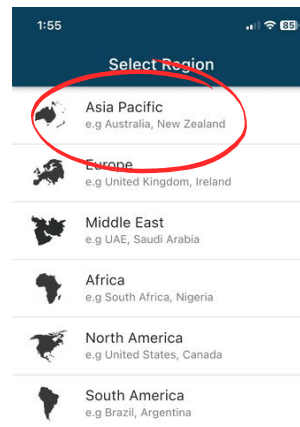 1:55
85
Select Region
Asia Pacific
e.g Australia, New Zealand
Europe
e.g United Kingdom, Ireland
Middle East
e.g UAE, Saudi Arabia
Africa
e.g South Africa, Nigeria
North America
e.g United States, Canada
South America
e.g Brazil, Argentina